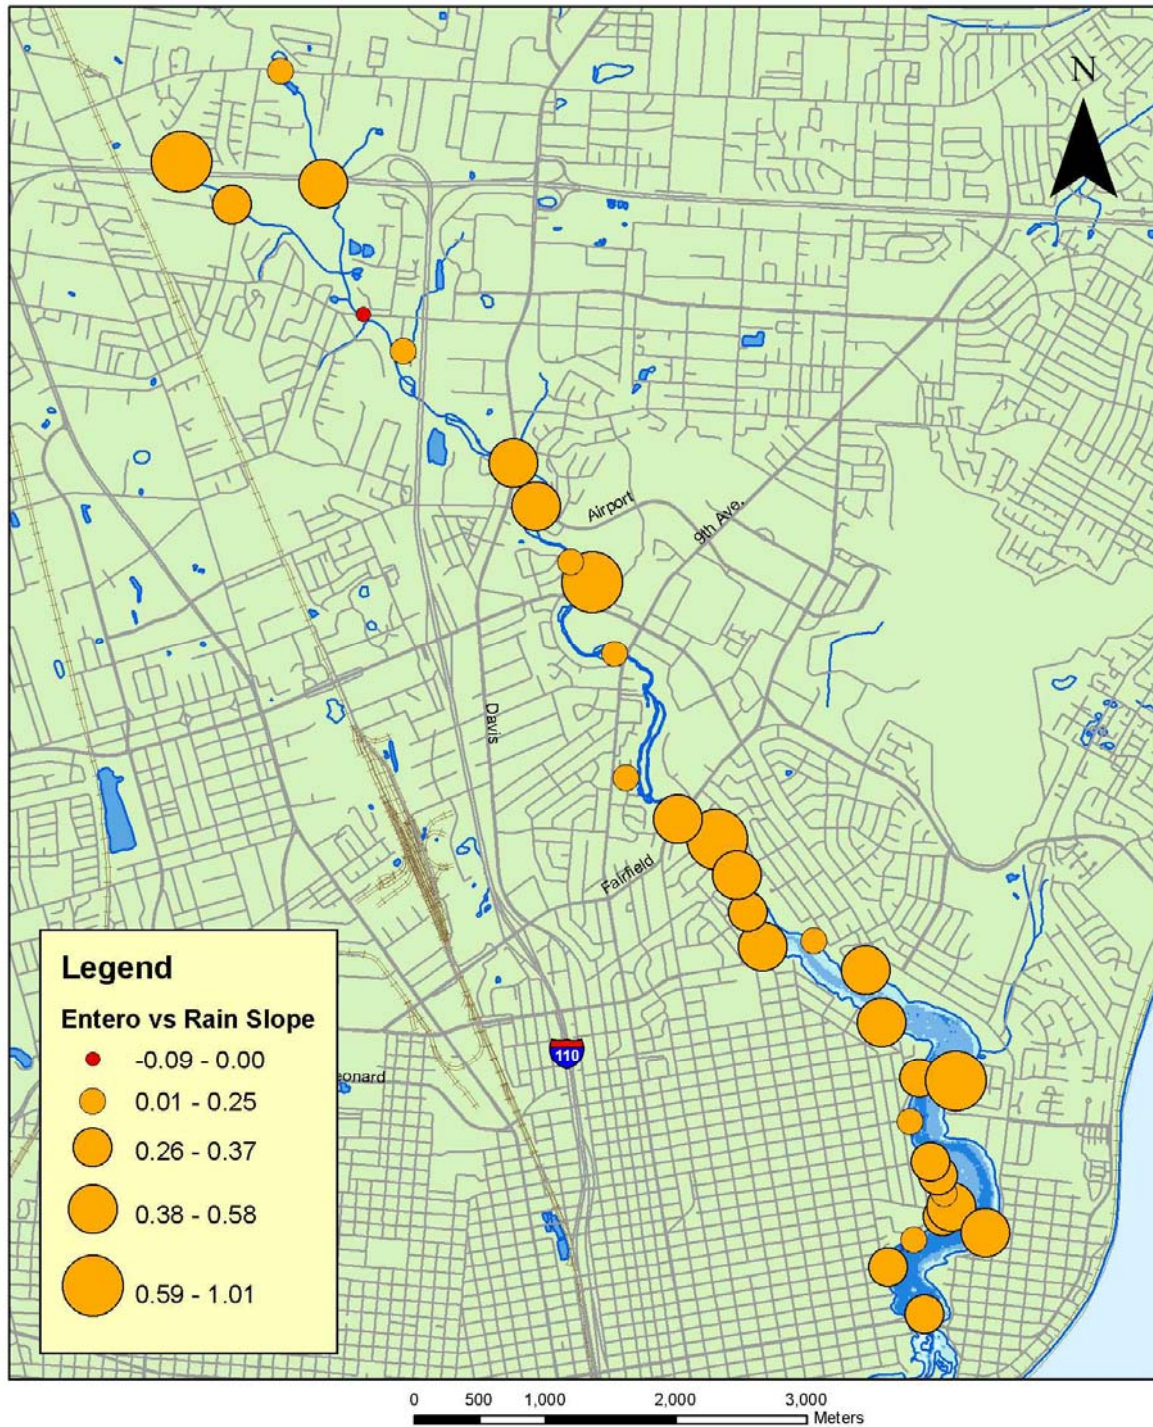 N
Airport
9th Ave.
Davis
Fairfield
Legend
Entero vs Rain Slope
-0.09 - 0.00
0.01 - 0.25
0.26 - 0.37
0.38 - 0.58
0.59 - 1.01
110
eonard
0 500 1,000 2,000 3,000
Meters